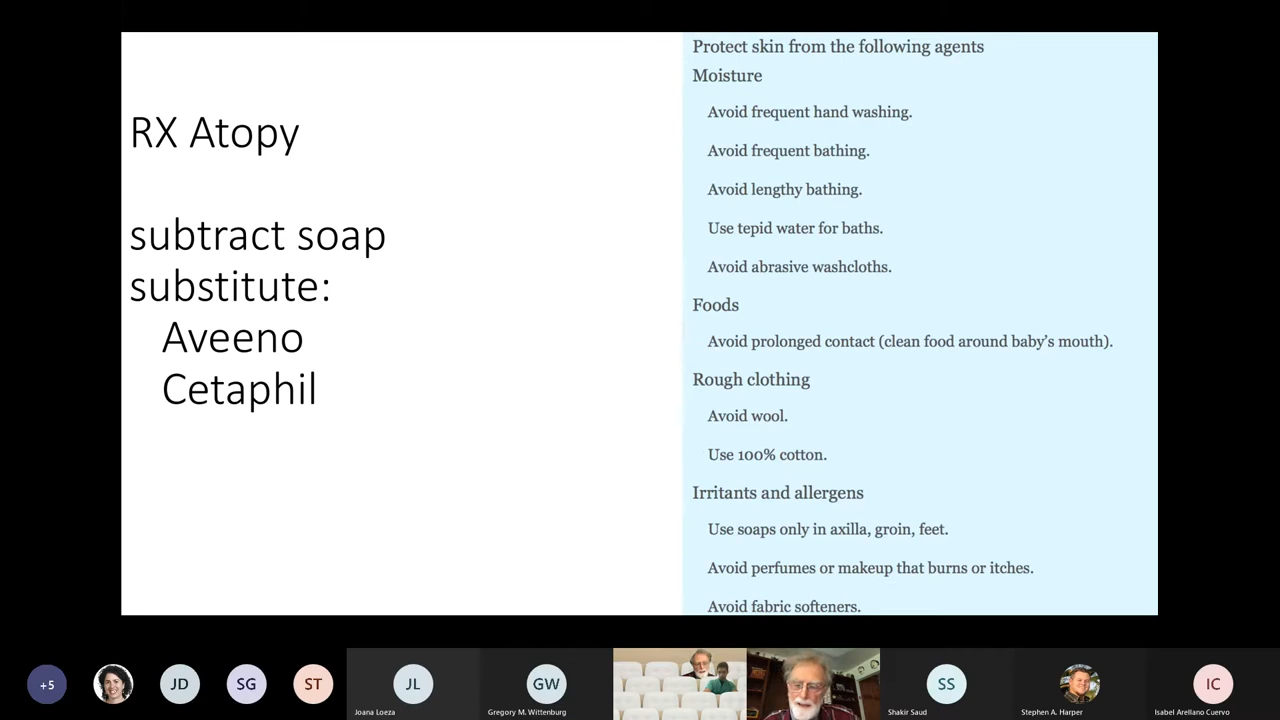 RX Atopy
subtract soap
substitute:
Aveeno
Cetaphil
Protect skin from the following agents
Moisture
Avoid frequent hand washing.
Avoid frequent bathing.
Avoid lengthy bathing.
Use tepid water for baths.
Avoid abrasive washcloths.
Foods
Avoid prolonged contact (clean food around baby’s mouth).
Rough clothing
Avoid wool.
Use 100% cotton.
Irritants and allergens
Use soaps only in axilla, groin, feet.
Avoid perfumes or makeup that burns or itches.
Avoid fabric softeners.
+5
JD
SG
ST
JL
Joana Loeza
GW
Gregory M. Wittenburg
SS
Shakir Saud
Stephen A. Harper
IC
Isabel Arellano Cuervo